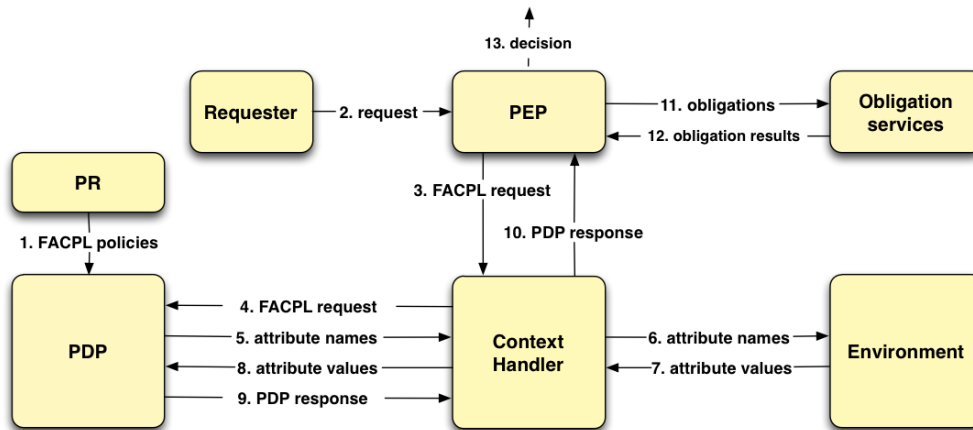 13. decision
Requester
2. request
PEP
11. obligations
12. obligation results
Obligation
services
PR
3. FACPL request
1. FACPL policies
10. PDP response
PDP
4. FACPL request
5. attribute names
8. attribute values
9. PDP response
Context
Handler
6. attribute names
7. attribute values
Environment